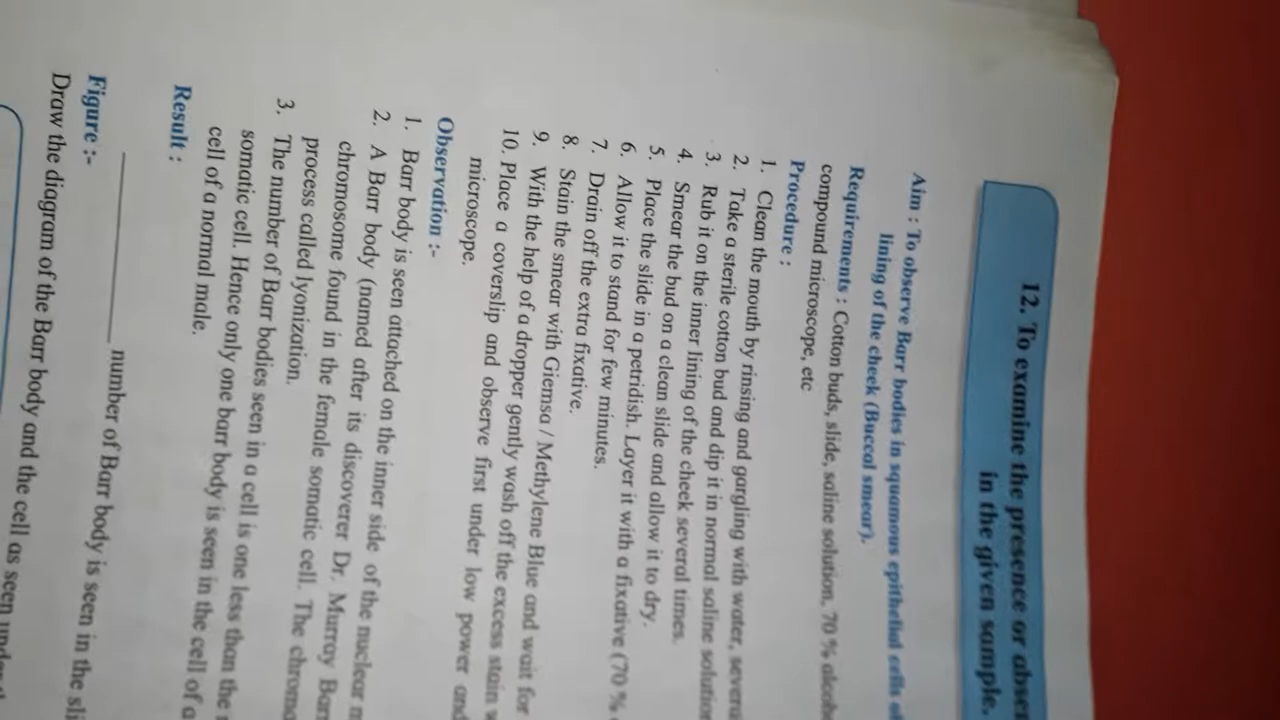 12. To examine the presence or absen
in the given sample.
Aim : To observe Barr bodies in squamous epithelial cells o
lining of the cheek (Buccal smear).
Requirements : Cotton buds, slide, saline solution, 70 % alcoho
compound microscope, etc
Procedure :
1. Clean the mouth by rinsing and gargling with water, severa
2. Take a sterile cotton bud and dip it in normal saline solution
3. Rub it on the inner lining of the cheek several times.
4. Smear the bud on a clean slide and allow it to dry.
5. Place the slide in a petridish. Layer it with a fixative (70 %
6. Allow it to stand for few minutes.
7. Drain off the extra fixative.
8. Stain the smear with Giemsa / Methylene Blue and wait for
9. With the help of a dropper gently wash off the excess stain w
10. Place a coverslip and observe first under low power and
microscope.
Observation :-
1. Barr body is seen attached on the inner side of the nuclear m
2. A Barr body (named after its discoverer Dr. Murray Barr
chromosome found in the female somatic cell. The chroma
process called lyonization.
3. The number of Barr bodies seen in a cell is one less than the
somatic cell. Hence only one barr body is seen in the cell of a
cell of a normal male.
Result :
____________ number of Barr body is seen in the sli
Figure :-
Draw the diagram of the Barr body and the cell as seen under